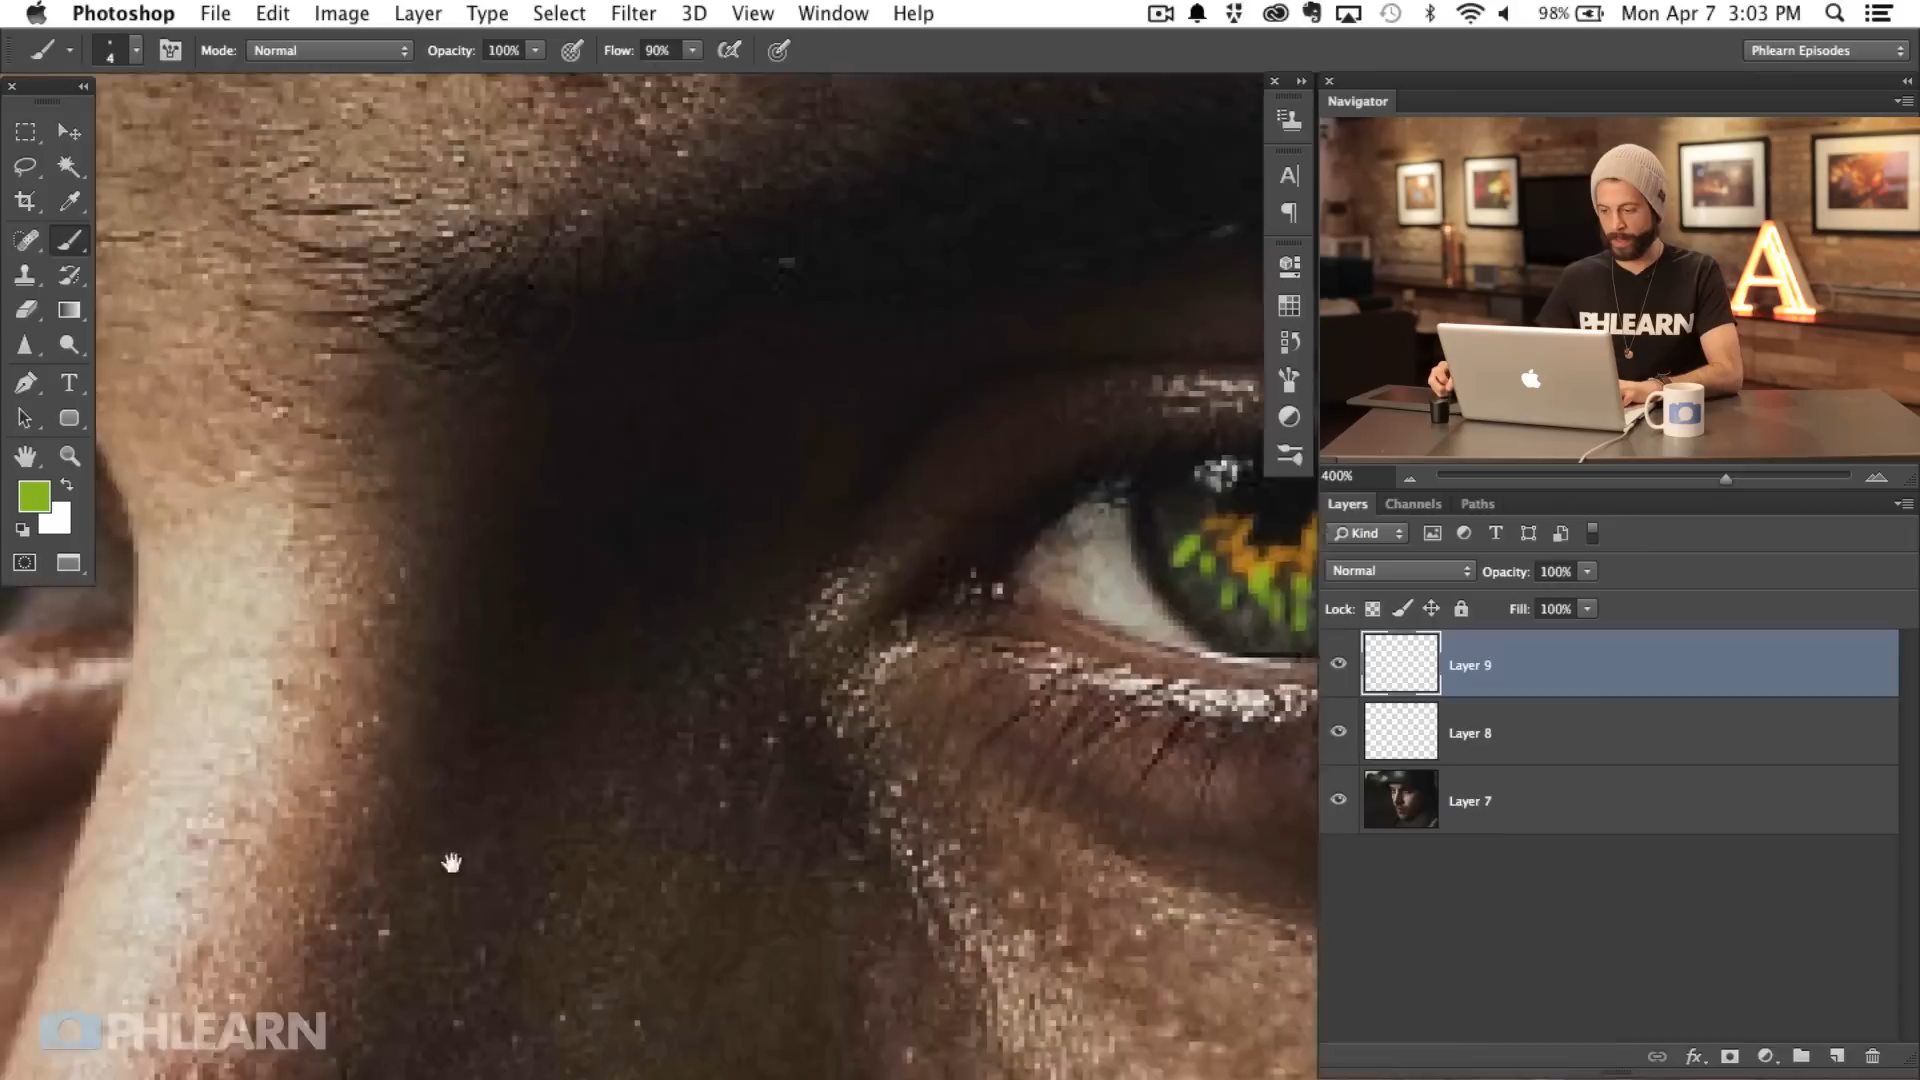 Photoshop File Edit Image Layer Type Select Filter 3D View Window Help 98% Mon Apr 7 3:03 PM
4 Mode: Normal Opacity: 100% Flow: 90% Phlearn Episodes
Navigator
A
PHLEARN
A
T
400%
Layers Channels Paths
Kind T
Normal Opacity: 100%
Lock: Fill: 100%
Layer 9
Layer 8
Layer 7
PHLEARN
fx